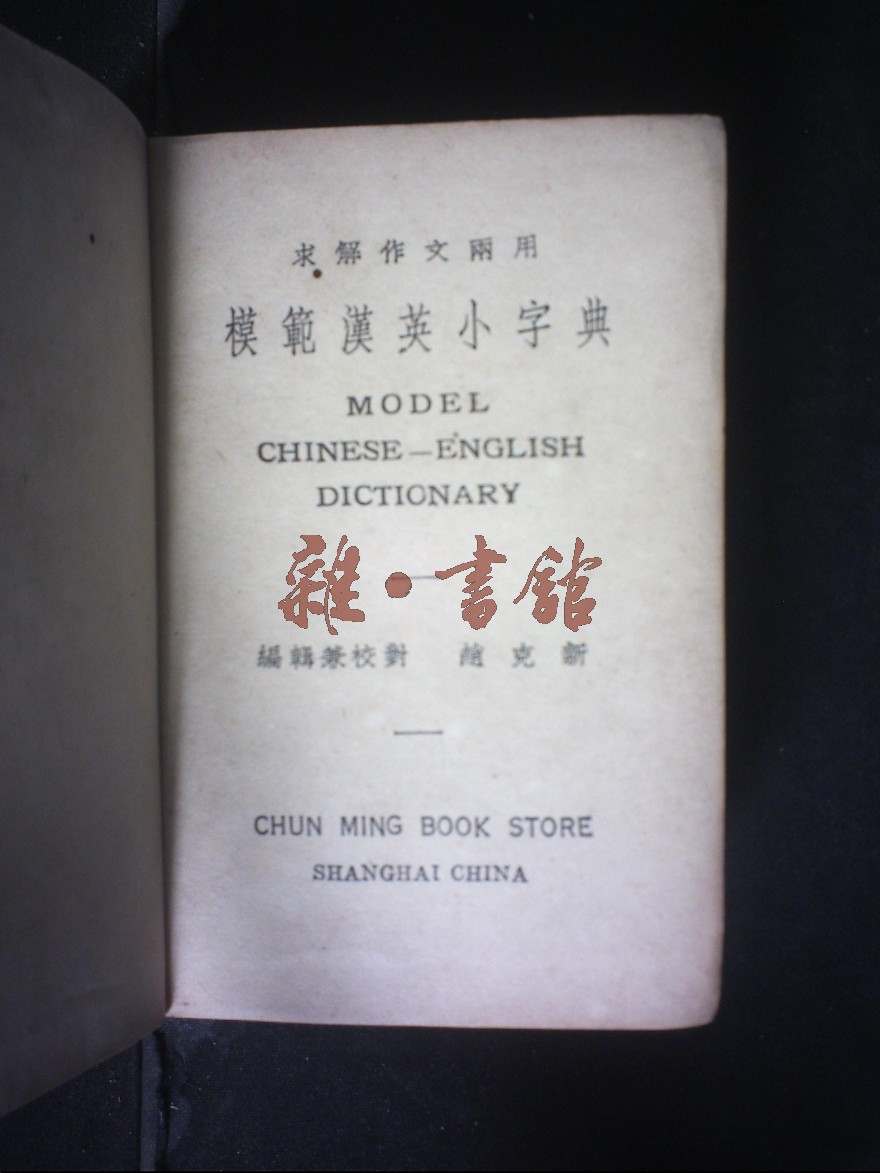 求解作文兩用
模範漢英小字典
MODEL
CHINESE—ENGLISH
DICTIONARY
雜·書館
編輯兼校對 趙克新
CHUN MING BOOK STORE
SHANGHAI CHINA